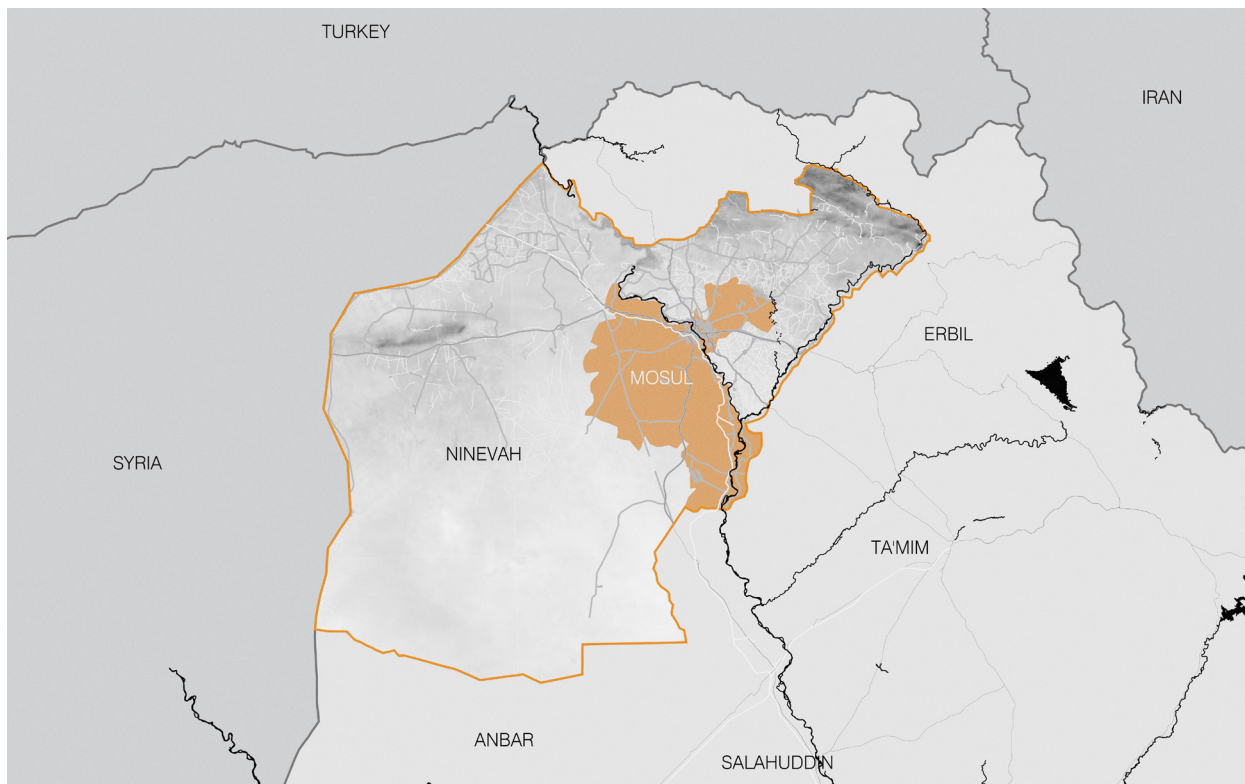 TURKEY
IRAN
ERBIL
MOSUL
NINEVAH
SYRIA
TA'MIM
ANBAR
SALAHUDDIN